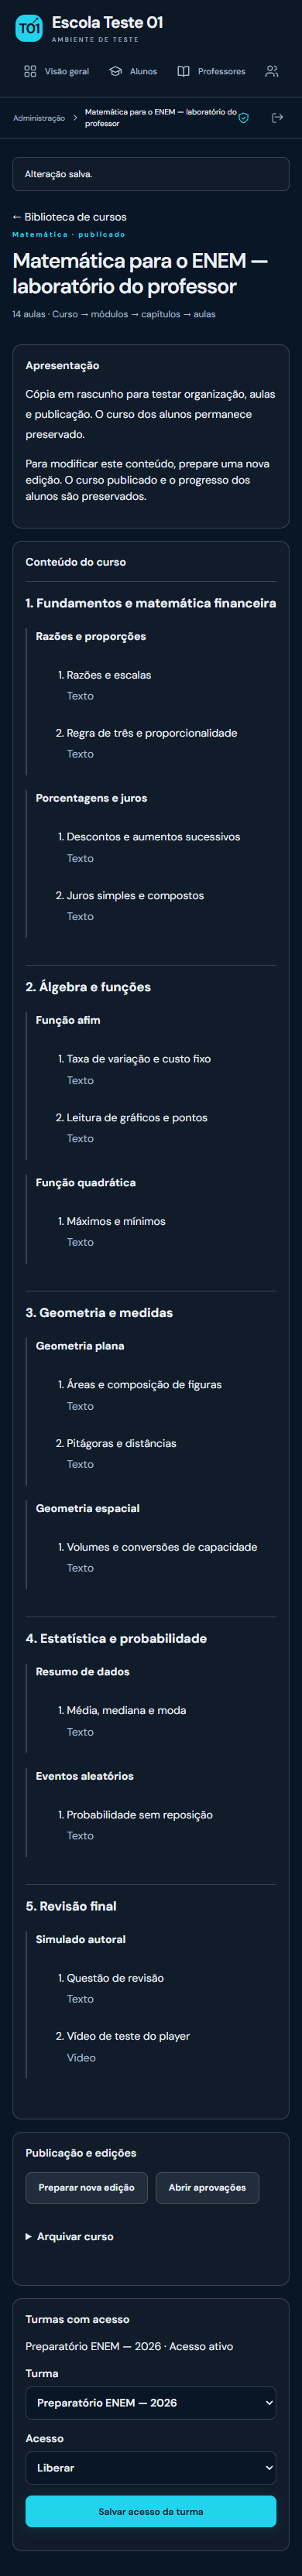 TO1
Escola Teste 01
AMBIENTE DE TESTE
Visão geral
Alunos
Professores
Administração
Matemática para o ENEM — laboratório do
professor
Alteração salva.
← Biblioteca de cursos
Matemática · publicado
Matemática para o ENEM —
laboratório do professor
14 aulas · Curso → módulos → capítulos → aulas
Apresentação
Cópia em rascunho para testar organização, aulas
e publicação. O curso dos alunos permanece
preservado.
Para modificar este conteúdo, prepare uma nova
edição. O curso publicado e o progresso dos
alunos são preservados.
Conteúdo do curso
1. Fundamentos e matemática financeira
Razões e proporções
1. Razões e escalas
Texto
2. Regra de três e proporcionalidade
Texto
Porcentagens e juros
1. Descontos e aumentos sucessivos
Texto
2. Juros simples e compostos
Texto
2. Álgebra e funções
Função afim
1. Taxa de variação e custo fixo
Texto
2. Leitura de gráficos e pontos
Texto
Função quadrática
1. Máximos e mínimos
Texto
3. Geometria e medidas
Geometria plana
1. Áreas e composição de figuras
Texto
2. Pitágoras e distâncias
Texto
Geometria espacial
1. Volumes e conversões de capacidade
Texto
4. Estatística e probabilidade
Resumo de dados
1. Média, mediana e moda
Texto
Eventos aleatórios
1. Probabilidade sem reposição
Texto
5. Revisão final
Simulado autoral
1. Questão de revisão
Texto
2. Vídeo de teste do player
Vídeo
Publicação e edições
Preparar nova edição
Abrir aprovações
Arquivar curso
Turmas com acesso
Preparatório ENEM — 2026 · Acesso ativo
Turma
Preparatório ENEM — 2026
Acesso
Liberar
Salvar acesso da turma